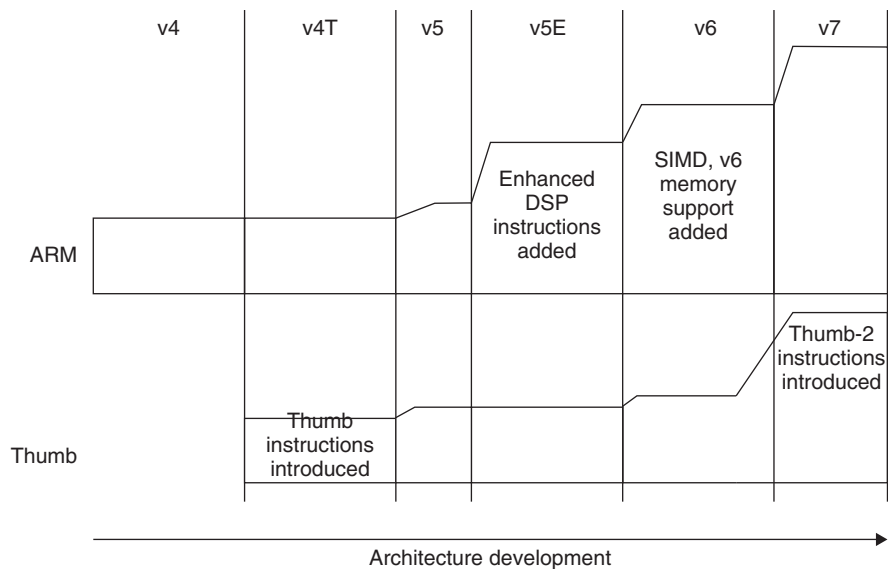 v4 v4T v5 v5E v6 v7
Enhanced
DSP
instructions
added
SIMD, v6
memory
support
added
ARM
Thumb-2
instructions
introduced
Thumb
instructions
introduced
Thumb
Architecture development